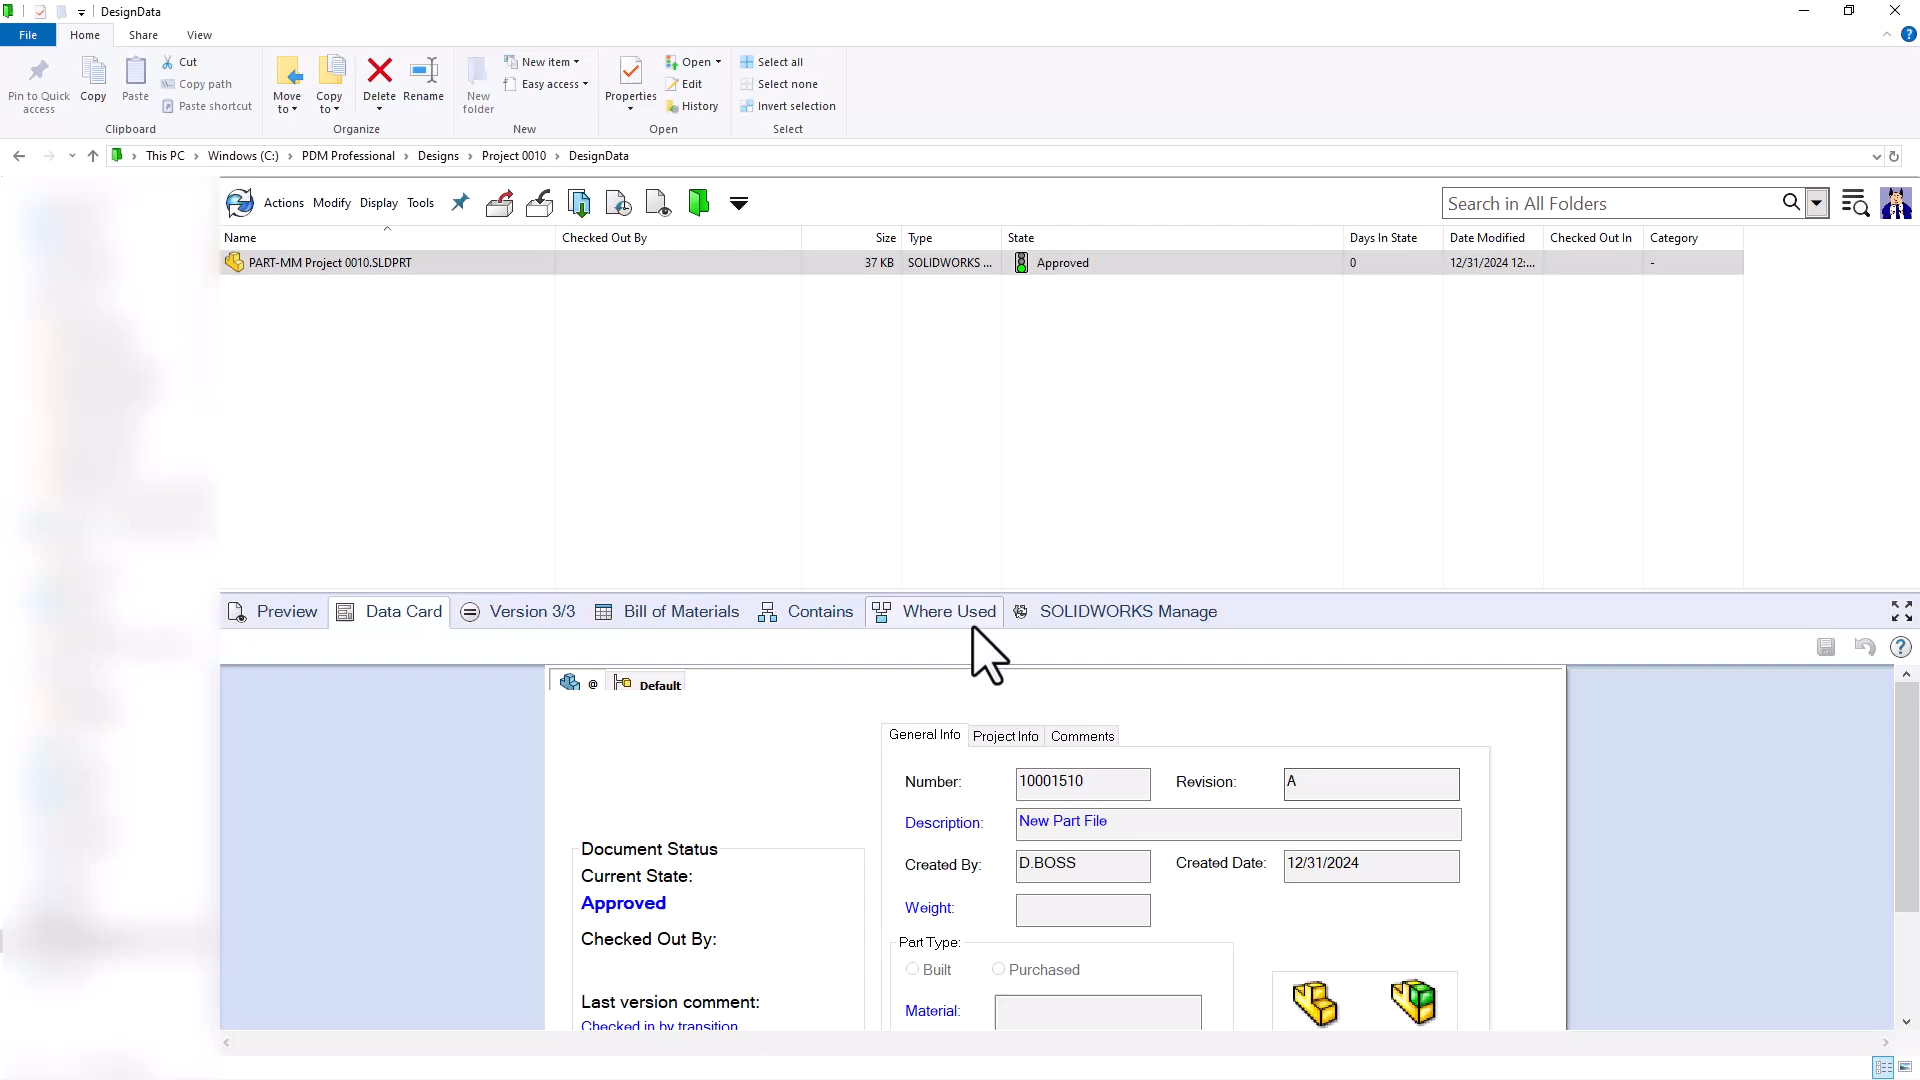 DesignData
File Home Share View
Pin to Quick access
Copy
Paste
Cut
Copy path
Paste shortcut
Clipboard
Move to
Copy to
Delete
Rename
Organize
New folder
New item
Easy access
New
Properties
Open
Edit
History
Open
Select all
Select none
Invert selection
Select
This PC > Windows (C:) > PDM Professional > Designs > Project 0010 > DesignData
Actions Modify Display Tools
Search in All Folders
Name Checked Out By Size Type State Days In State Date Modified Checked Out In Category
PART-MM Project 0010.SLDPRT 37 KB SOLIDWORKS ... Approved 0 12/31/2024 12:... -
Preview Data Card Version 3/3 Bill of Materials Contains Where Used SOLIDWORKS Manage
@ Default
General Info Project Info Comments
Number: 10001510 Revision: A
Description: New Part File
Created By: D.BOSS Created Date: 12/31/2024
Weight:
Part Type:
Built Purchased
Material:
Document Status
Current State:
Approved
Checked Out By:
Last version comment:
Checked in by transition